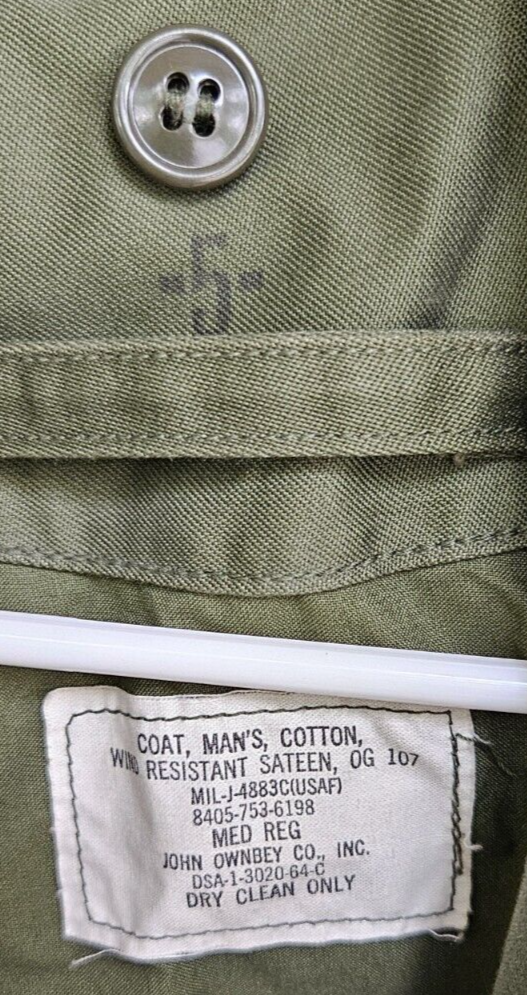 -5-
COAT, MAN'S, COTTON,
WIND RESISTANT SATEEN, OG 107
MIL-J-4883C(USAF)
8405-753-6198
MED REG
JOHN OWNBEY CO., INC.
DSA-1-3020-64-C
DRY CLEAN ONLY